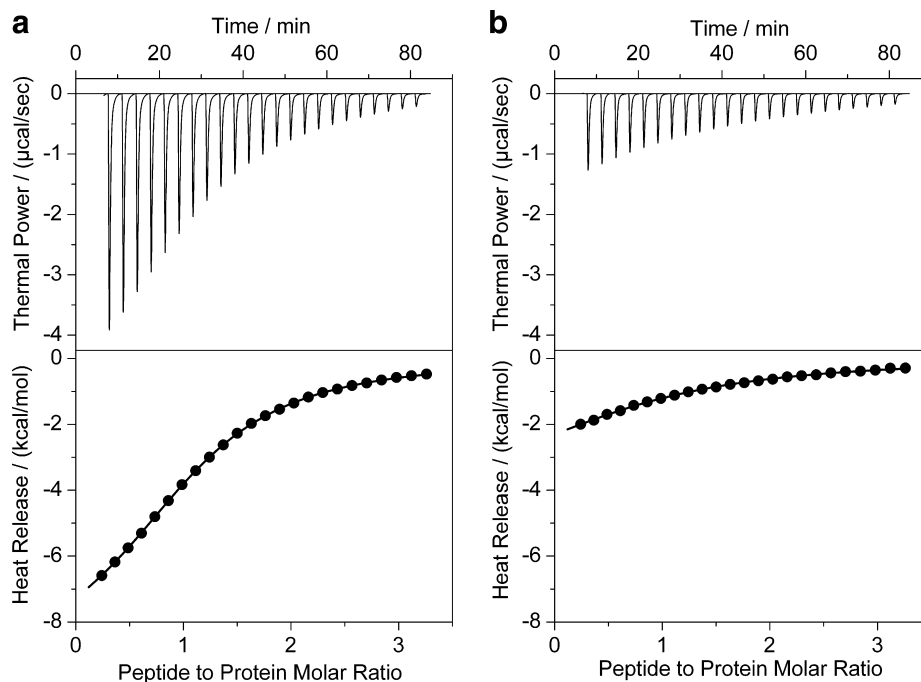 a
Time / min
0 20 40 60 80
0
-1
-2
-3
-4
Thermal Power / (µcal/sec)
0
-2
-4
-6
-8
Heat Release / (kcal/mol)
0 1 2 3
Peptide to Protein Molar Ratio
b
Time / min
0 20 40 60 80
0
-1
-2
-3
-4
Thermal Power / (µcal/sec)
0
-2
-4
-6
-8
Heat Release / (kcal/mol)
0 1 2 3
Peptide to Protein Molar Ratio